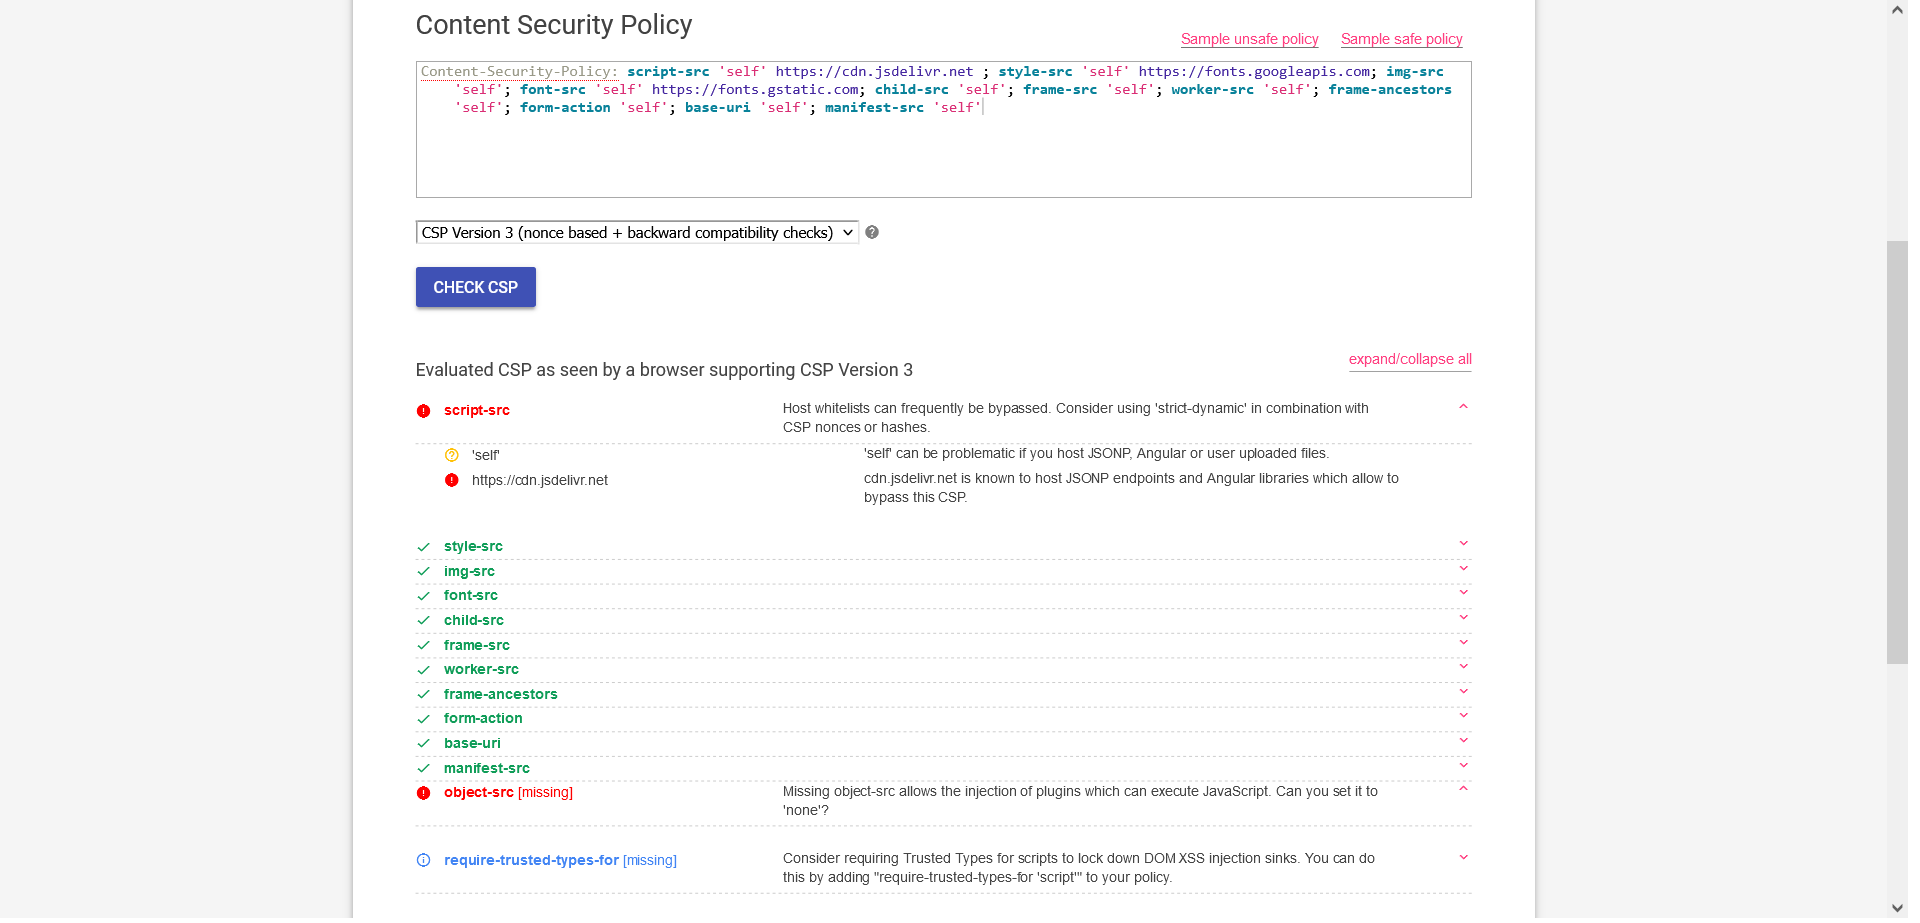 Content Security Policy
Sample unsafe policy Sample safe policy
Content-Security-Policy: script-src 'self' https://cdn.jsdelivr.net ; style-src 'self' https://fonts.googleapis.com; img-src
'self'; font-src 'self' https://fonts.gstatic.com; child-src 'self'; frame-src 'self'; worker-src 'self'; frame-ancestors
'self'; form-action 'self'; base-uri 'self'; manifest-src 'self'
CSP Version 3 (nonce based + backward compatibility checks)
CHECK CSP
Evaluated CSP as seen by a browser supporting CSP Version 3
expand/collapse all
script-src
Host whitelists can frequently be bypassed. Consider using 'strict-dynamic' in combination with
CSP nonces or hashes.
'self'
'self' can be problematic if you host JSONP, Angular or user uploaded files.
https://cdn.jsdelivr.net
cdn.jsdelivr.net is known to host JSONP endpoints and Angular libraries which allow to
bypass this CSP.
style-src
img-src
font-src
child-src
frame-src
worker-src
frame-ancestors
form-action
base-uri
manifest-src
object-src [missing]
Missing object-src allows the injection of plugins which can execute JavaScript. Can you set it to
'none'?
require-trusted-types-for [missing]
Consider requiring Trusted Types for scripts to lock down DOM XSS injection sinks. You can do
this by adding "require-trusted-types-for 'script'" to your policy.